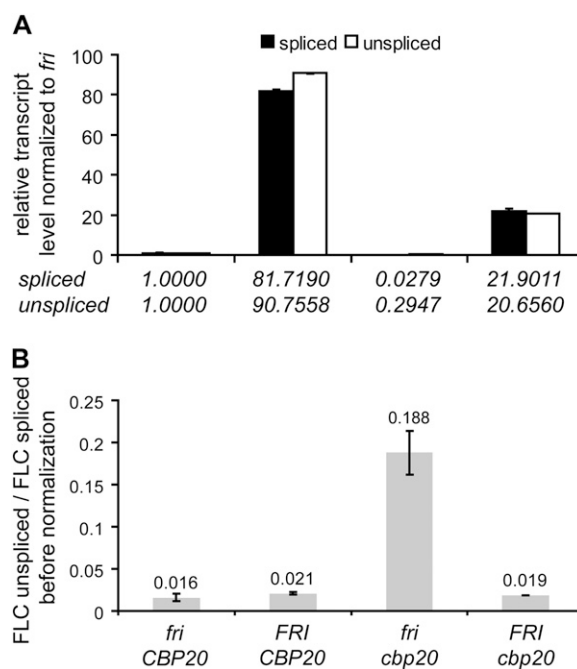 A
spliced unspliced
relative transcript
level normalized to fri
100
80
60
40
20
0
spliced 1.0000 81.7190 0.0279 21.9011
unspliced 1.0000 90.7558 0.2947 20.6560
B
FLC unspliced / FLC spliced
before normalization
0.25
0.2
0.15
0.1
0.05
0
0.016
0.021
0.188
0.019
fri FRI fri FRI
CBP20 CBP20 cbp20 cbp20